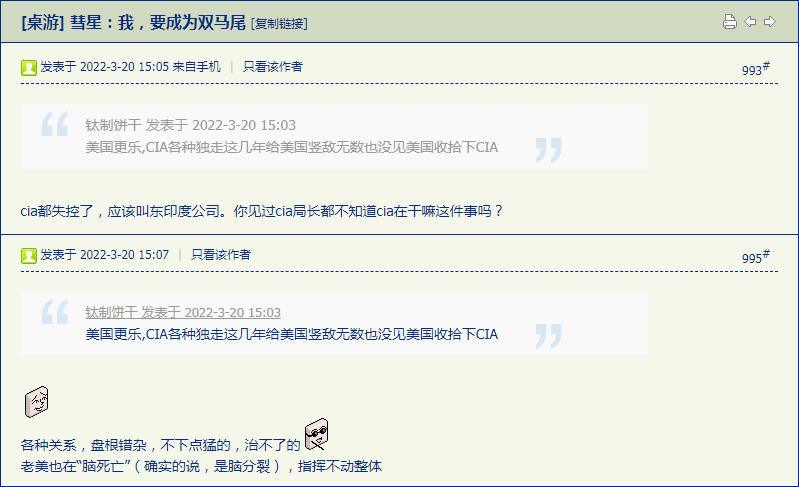 [桌游] 彗星：我，要成为双马尾 [复制链接]
发表于 2022-3-20 15:05 来自手机 | 只看该作者 993#
钛制饼干 发表于 2022-3-20 15:03
美国更乐,CIA各种独走这几年给美国竖敌无数也没见美国收拾下CIA
cia都失控了，应该叫东印度公司。你见过cia局长都不知道cia在干嘛这件事吗？
发表于 2022-3-20 15:07 | 只看该作者 995#
钛制饼干 发表于 2022-3-20 15:03
美国更乐,CIA各种独走这几年给美国竖敌无数也没见美国收拾下CIA
各种关系，盘根错杂，不下点猛的，治不了的
老美也在“脑死亡”（确实的说，是脑分裂），指挥不动整体